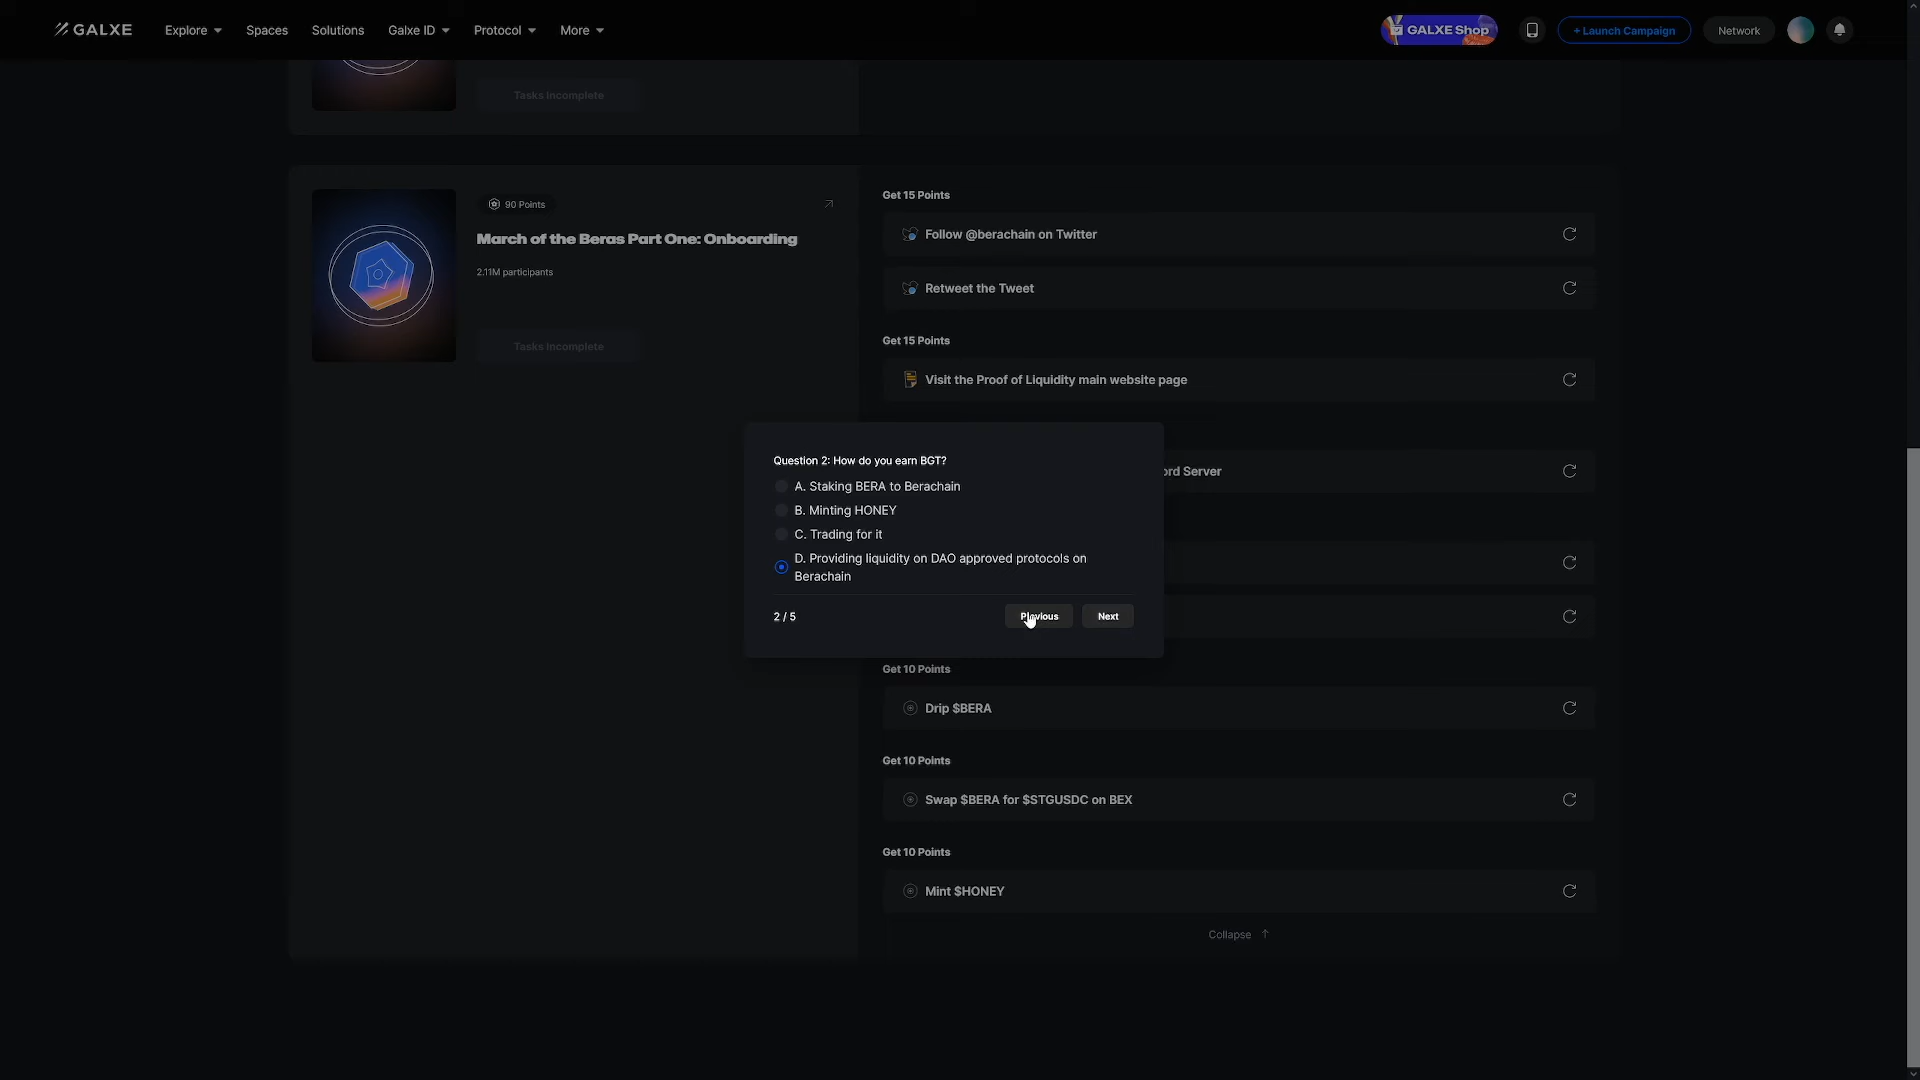 GALXE
Explore
Spaces
Solutions
Galxe ID
Protocol
More
GALXE Shop
+ Launch Campaign
Network
Tasks Incomplete
90 Points
March of the Beras Part One: Onboarding
2.11M participants
Tasks Incomplete
Get 15 Points
Follow @berachain on Twitter
Retweet the Tweet
Get 15 Points
Visit the Proof of Liquidity main website page
ord Server
Question 2: How do you earn BGT?
A. Staking BERA to Berachain
B. Minting HONEY
C. Trading for it
D. Providing liquidity on DAO approved protocols on
Berachain
2 / 5
Previous
Next
Get 10 Points
Drip $BERA
Get 10 Points
Swap $BERA for $STGUSDC on BEX
Get 10 Points
Mint $HONEY
Collapse